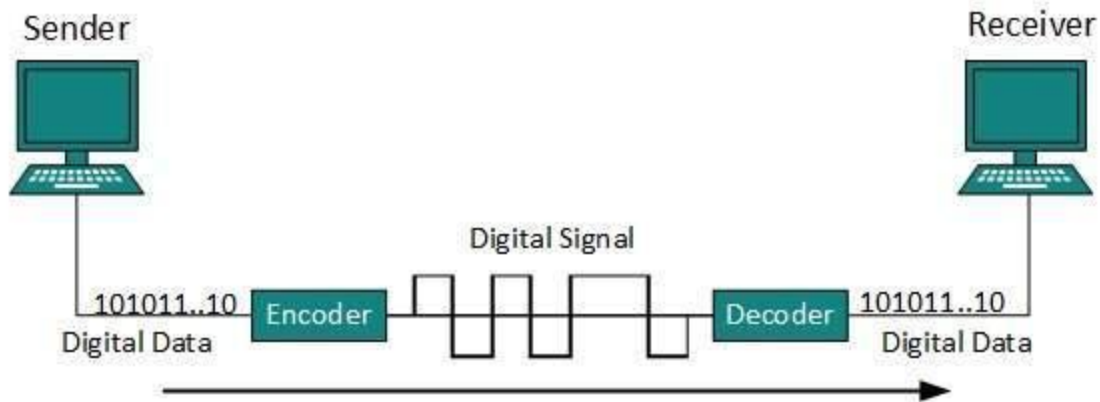 Sender
Receiver
Digital Signal
101011..10
Encoder
Decoder
101011..10
Digital Data
Digital Data